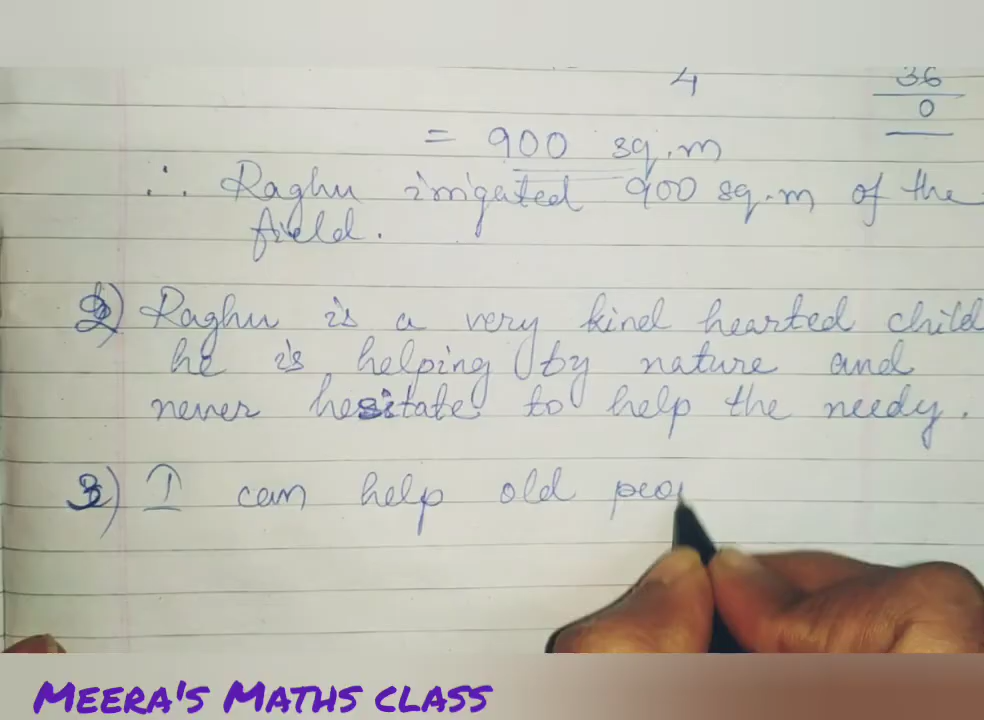 4 36
0
= 900 sq.m
∴ Raghu irrigated 900 sq.m of the
field.
2) Raghu is a very kind hearted child
he is helping by nature and
never hesitate to help the needy.
3) I can help old peo
MEERA'S MATHS CLASS